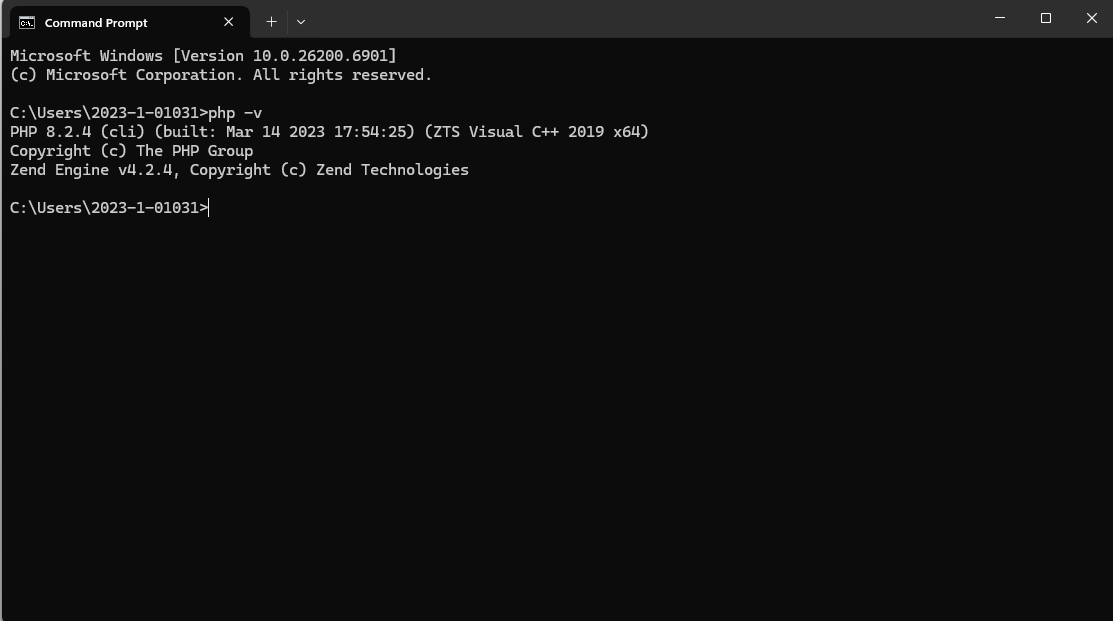 Command Prompt
Microsoft Windows [Version 10.0.26200.6901]
(c) Microsoft Corporation. All rights reserved.
C:\Users\2023-1-01031>php -v
PHP 8.2.4 (cli) (built: Mar 14 2023 17:54:25) (ZTS Visual C++ 2019 x64)
Copyright (c) The PHP Group
Zend Engine v4.2.4, Copyright (c) Zend Technologies
C:\Users\2023-1-01031>